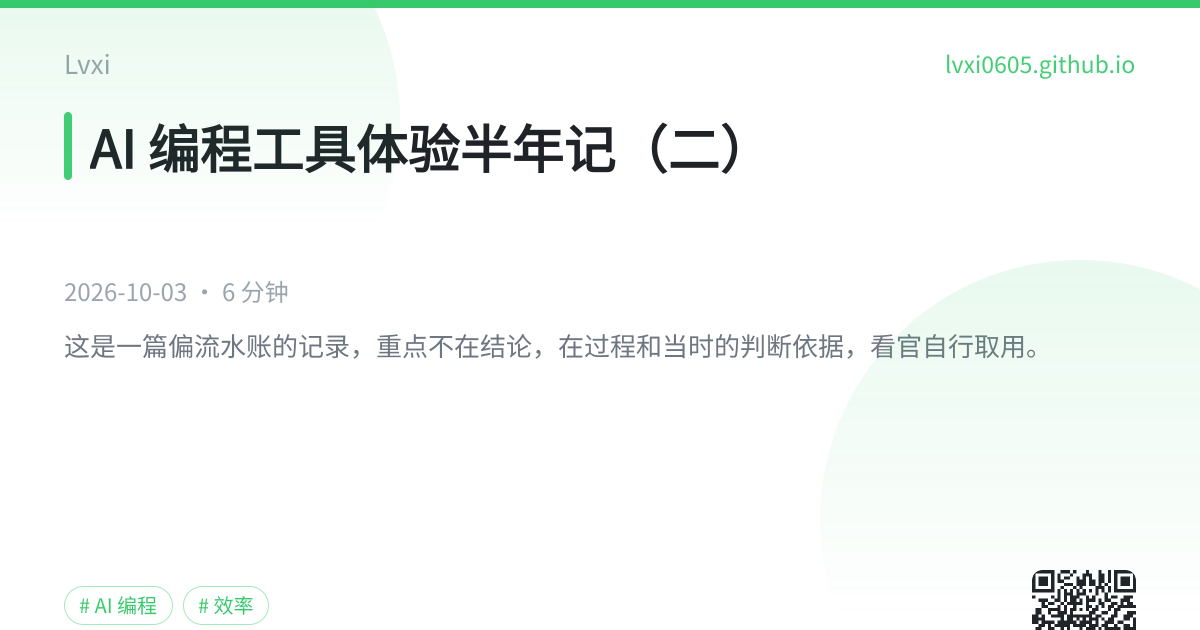 Lvxi
lvxi0605.github.io
AI 编程工具体验半年记（二）
2026-10-03 · 6 分钟
这是一篇偏流水账的记录，重点不在结论，在过程和当时的判断依据，看官自行取用。
# AI 编程
# 效率